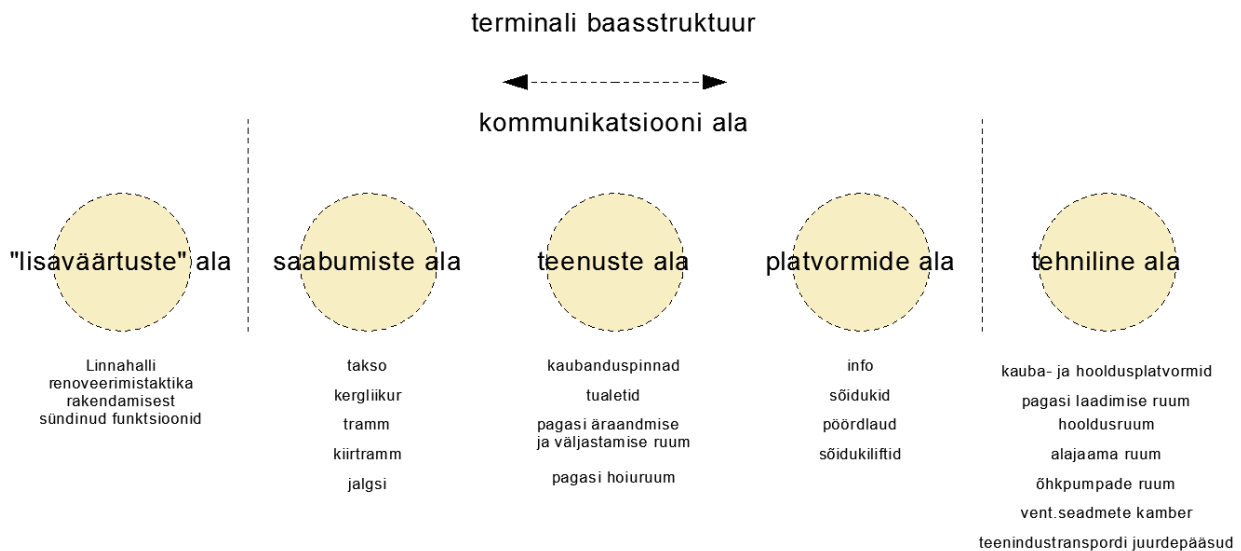 terminali baasstruktuur
kommunikatsiooni ala
"lisaväärtuste" ala
Linnahalli
renoveerimistaktika
rakendamisest
sündinud funktsioonid
saabumiste ala
takso
kergliikur
tramm
kiirtramm
jalgsi
teenuste ala
kaubanduspinnad
tualetid
pagasi äraandmise
ja väljastamise ruum
pagasi hoiuruum
platvormide ala
info
sõidukid
pöördlaud
sõidukiliftid
tehniline ala
kauba- ja hooldusplatvormid
pagasi laadimise ruum
hooldusruum
alajaama ruum
õhkpumpade ruum
vent.seadmete kamber
teenindustranspordi juurdepääsud